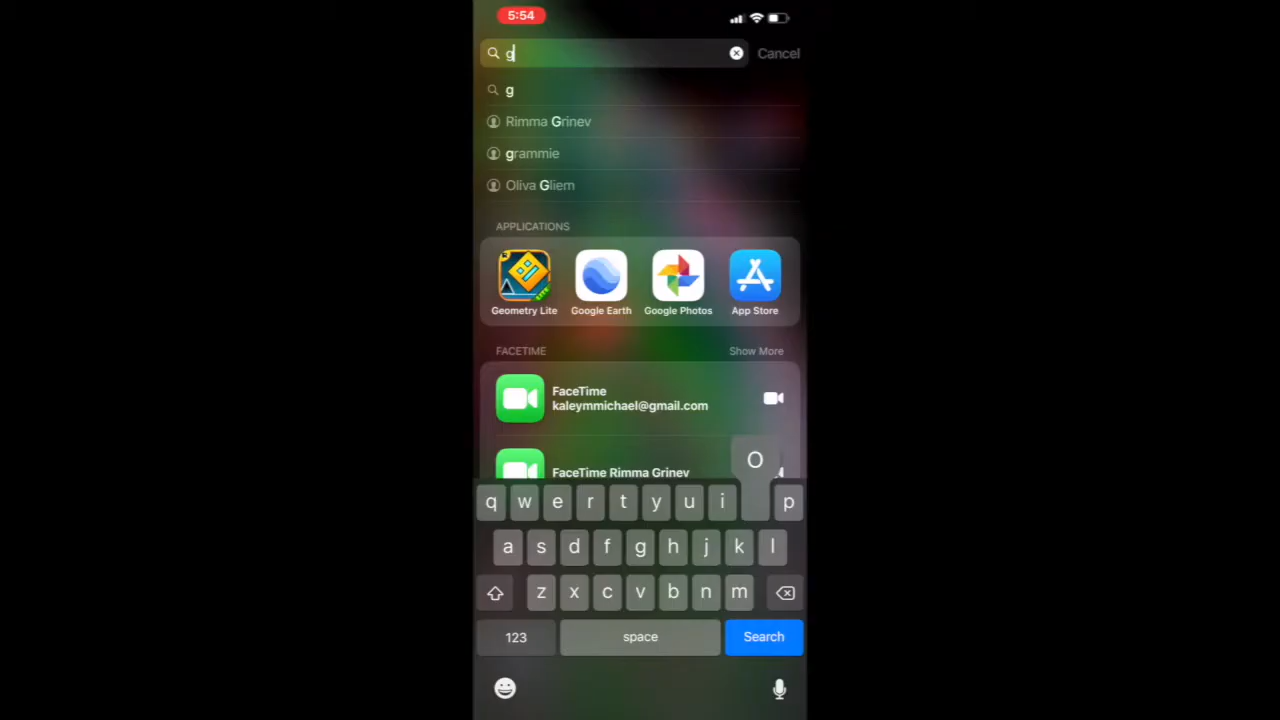 5:54
g
Cancel
g
Rimma Grinev
grammie
Oliva Gliem
APPLICATIONS
Geometry Lite
Google Earth
Google Photos
App Store
FACETIME
Show More
FaceTime
kaleymmichael@gmail.com
FaceTime Rimma Grinev
O
q w e r t y u i p
a s d f g h j k l
z x c v b n m
123
space
Search